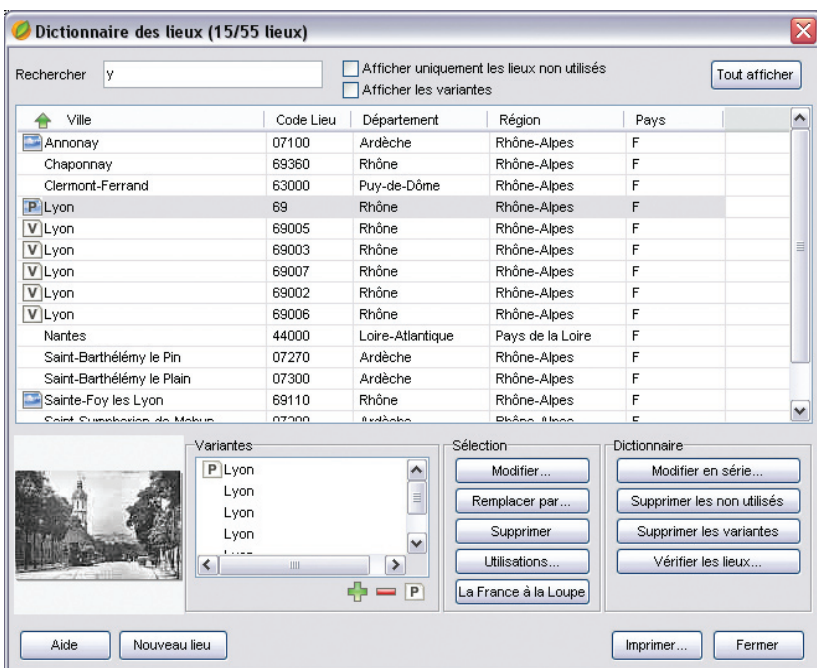 Dictionnaire des lieux (15/55 lieux)
Rechercher y
Afficher uniquement les lieux non utilisés
Afficher les variantes
Tout afficher
Ville Code Lieu Département Région Pays
Annonay 07100 Ardèche Rhône-Alpes F
Chaponnay 69360 Rhône Rhône-Alpes F
Clermont-Ferrand 63000 Puy-de-Dôme Rhône-Alpes F
P Lyon 69 Rhône Rhône-Alpes F
V Lyon 69005 Rhône Rhône-Alpes F
V Lyon 69003 Rhône Rhône-Alpes F
V Lyon 69007 Rhône Rhône-Alpes F
V Lyon 69002 Rhône Rhône-Alpes F
V Lyon 69006 Rhône Rhône-Alpes F
Nantes 44000 Loire-Atlantique Pays de la Loire F
Saint-Barthélémy le Pin 07270 Ardèche Rhône-Alpes F
Saint-Barthélémy le Plain 07300 Ardèche Rhône-Alpes F
Sainte-Foy les Lyon 69110 Rhône Rhône-Alpes F
Ardèche Rhône-Alpes F
Variantes
P Lyon
Lyon
Lyon
Lyon
Lyon
P
Sélection
Modifier...
Remplacer par...
Supprimer
Utilisations...
La France à la Loupe
Dictionnaire
Modifier en série...
Supprimer les non utilisés
Supprimer les variantes
Vérifier les lieux...
Aide
Nouveau lieu
Imprimer...
Fermer